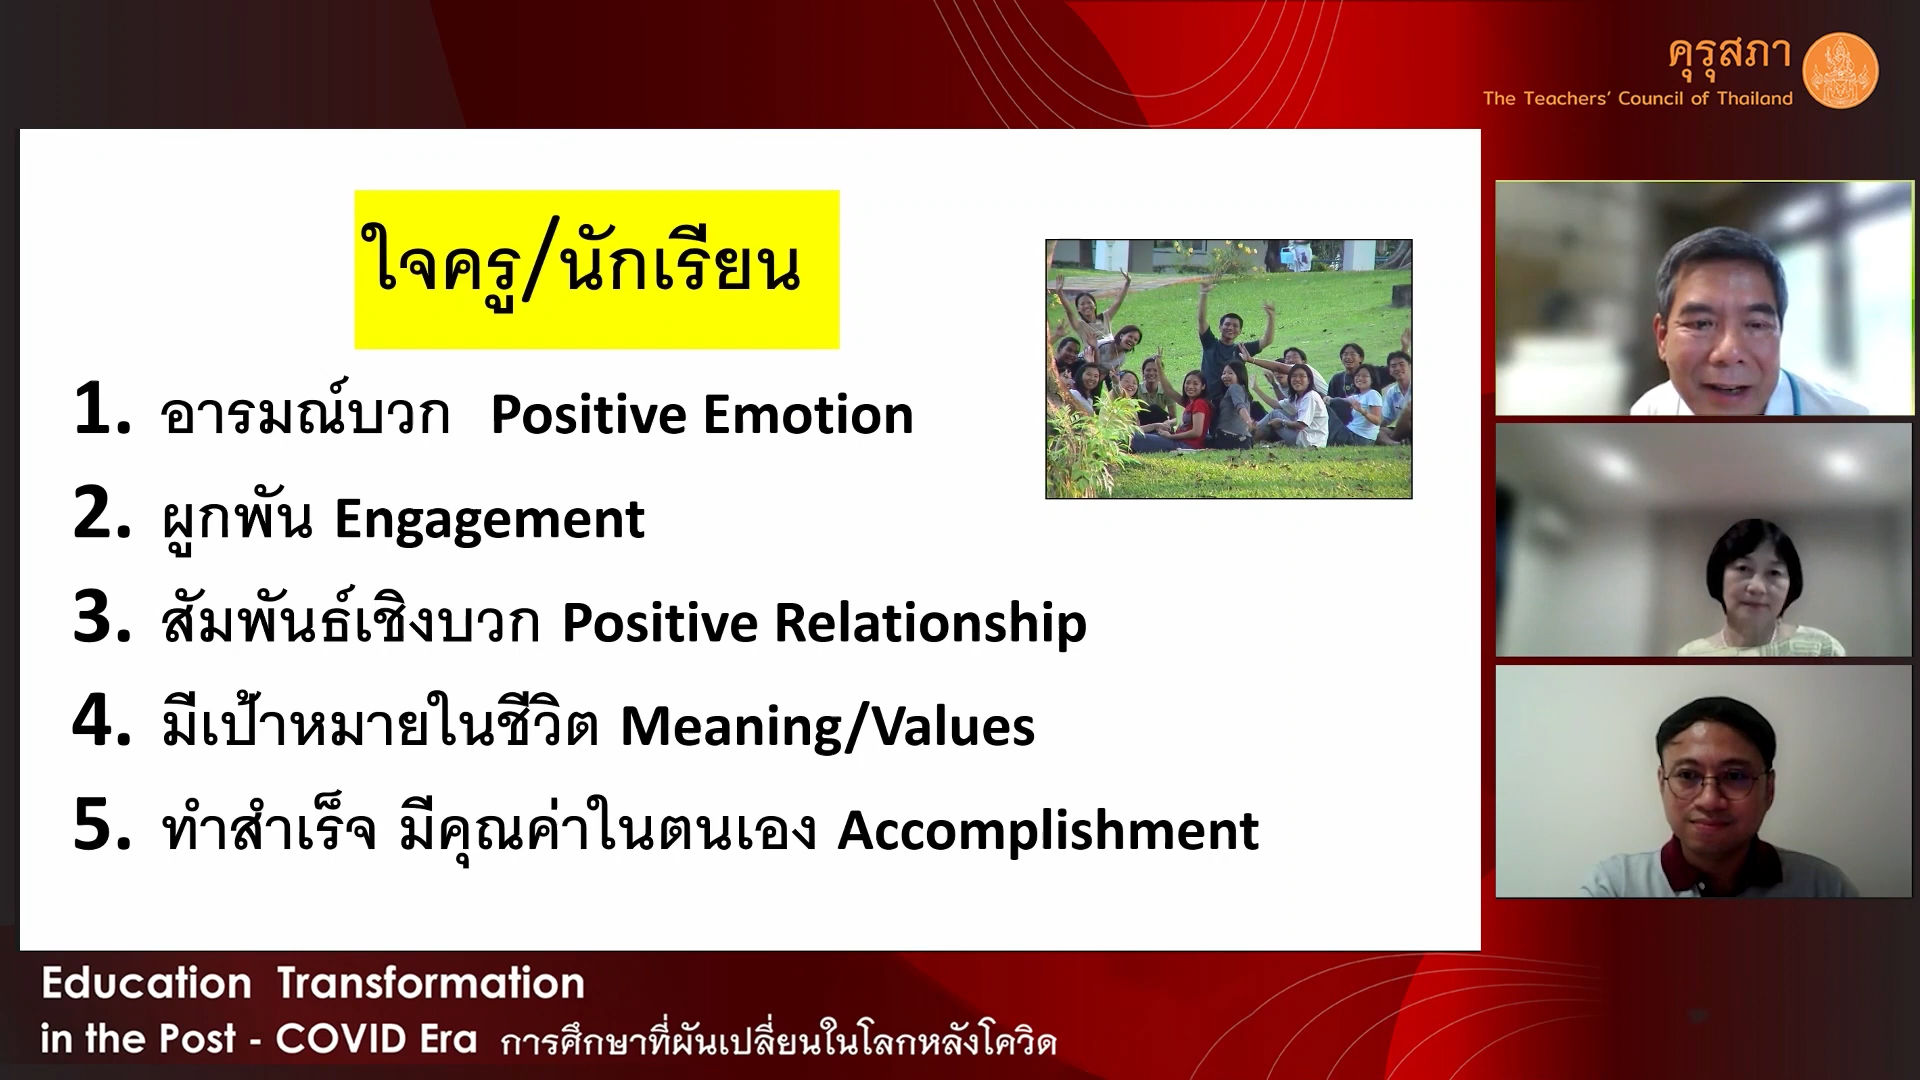 คุรุสภา
The Teachers' Council of Thailand
ใจครู/นักเรียน
1. อารมณ์บวก Positive Emotion
2. ผูกพัน Engagement
3. สัมพันธ์เชิงบวก Positive Relationship
4. มีเป้าหมายในชีวิต Meaning/Values
5. ทำสำเร็จ มีคุณค่าในตนเอง Accomplishment
Education Transformation
in the Post - COVID Era การศึกษาที่ผันเปลี่ยนในโลกหลังโควิด